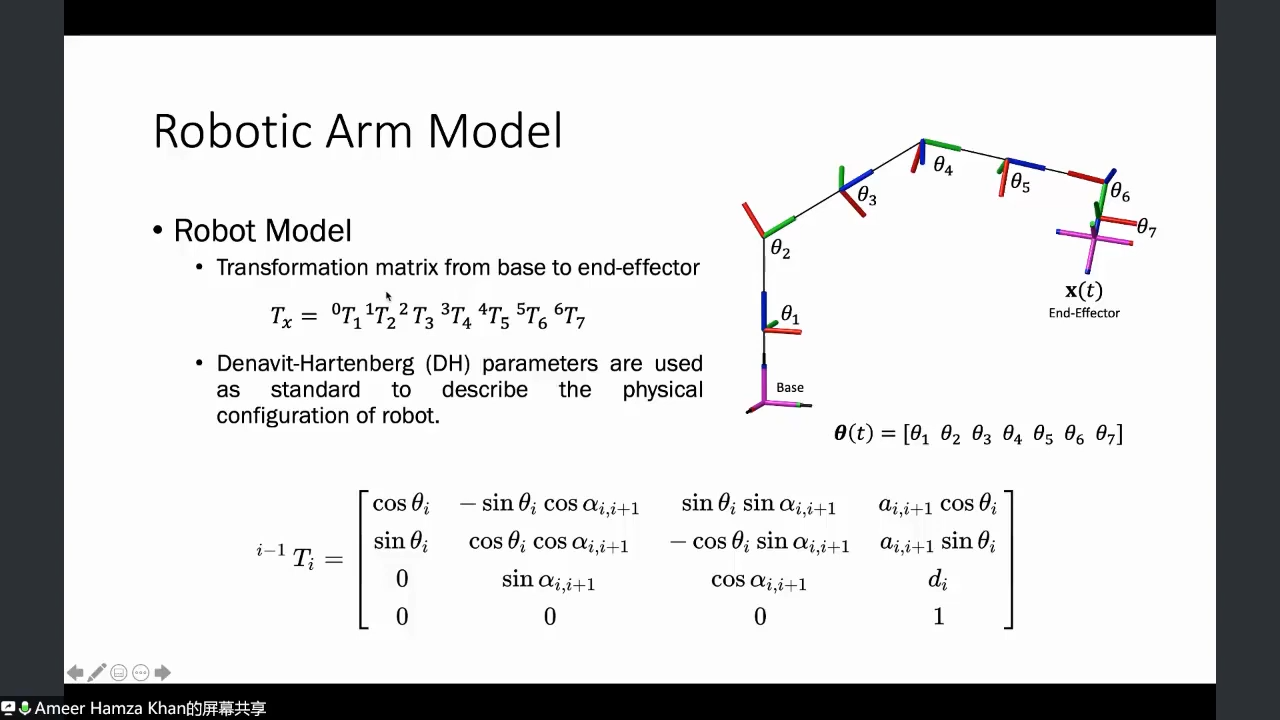 Robotic Arm Model
• Robot Model
• Transformation matrix from base to end-effector
Tₓ = ⁰T₁ ¹T₂ ²T₃ ³T₄ ⁴T₅ ⁵T₆ ⁶T₇
• Denavit-Hartenberg (DH) parameters are used
as standard to describe the physical
configuration of robot.
θ₄
θ₅
θ₃
θ₆
θ₇
θ₂
x(t)
End-Effector
θ₁
Base
θ(t) = [θ₁ θ₂ θ₃ θ₄ θ₅ θ₆ θ₇]
cos θᵢ − sin θᵢ cos αᵢ,ᵢ₊₁ sin θᵢ sin αᵢ,ᵢ₊₁ aᵢ,ᵢ₊₁ cos θᵢ
sin θᵢ cos θᵢ cos αᵢ,ᵢ₊₁ − cos θᵢ sin αᵢ,ᵢ₊₁ aᵢ,ᵢ₊₁ sin θᵢ
ⁱ⁻¹Tᵢ =
0 sin αᵢ,ᵢ₊₁ cos αᵢ,ᵢ₊₁ dᵢ
0 0 0 1
Ameer Hamza Khan的屏幕共享